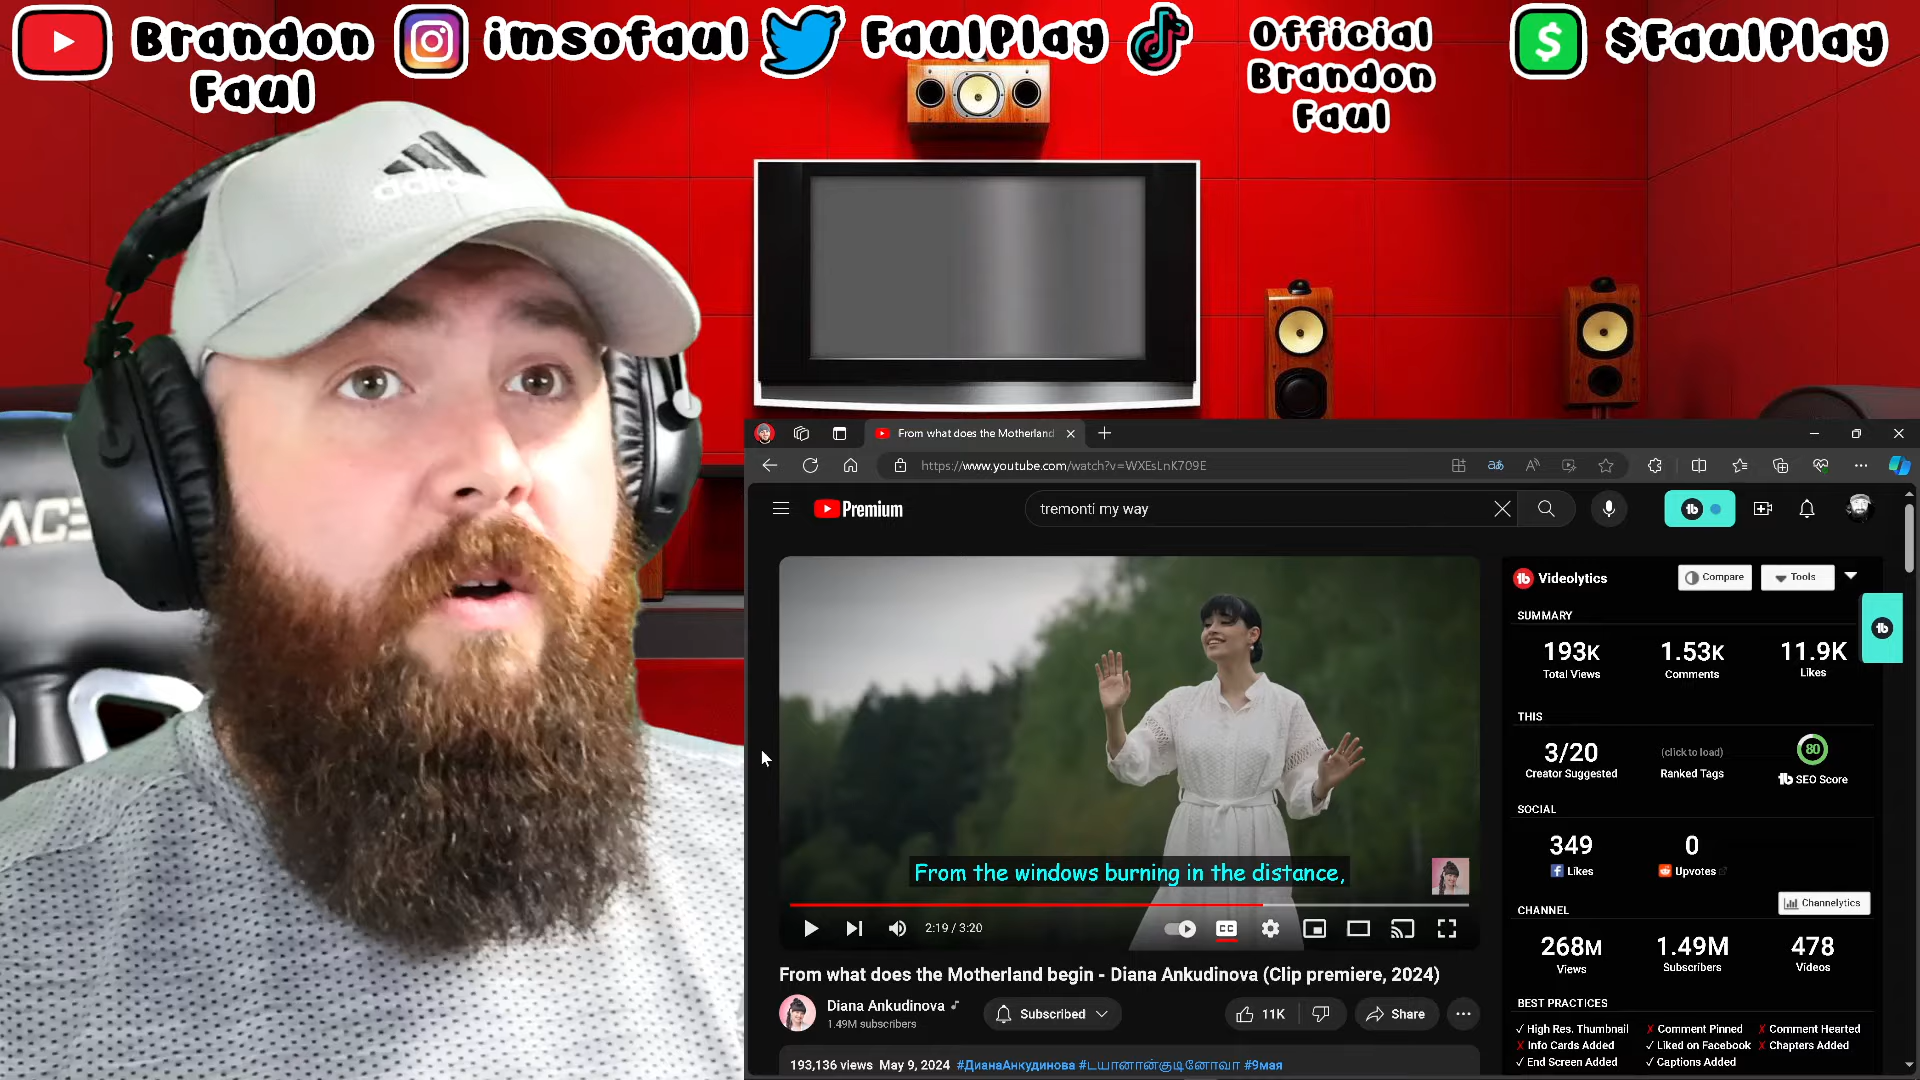 Brandon Faul
imsofaul
FaulPlay
Official Brandon Faul
$FaulPlay
adidas
ACE
From what does the Motherland
https://www.youtube.com/watch?v=WXEsLnK709E
Premium
tremonti my way
Videolytics
Compare
Tools
SUMMARY
193K
1.53K
11.9K
Total Views
Comments
Likes
THIS
3/20
(click to load)
80
Creator Suggested
Ranked Tags
SEO Score
SOCIAL
349
0
Likes
Upvotes
CHANNEL
Channelytics
268M
1.49M
478
Views
Subscribers
Videos
BEST PRACTICES
✓ High Res. Thumbnail
✗ Comment Pinned
✗ Comment Hearted
✗ Info Cards Added
✓ Liked on Facebook
✗ Chapters Added
✓ End Screen Added
✓ Captions Added
From the windows burning in the distance,
2:19 / 3:20
CC
From what does the Motherland begin - Diana Ankudinova (Clip premiere, 2024)
Diana Ankudinova
1.49M subscribers
Subscribed
11K
Share
193,136 views May 9, 2024 #ДианаАнкудинова #டயானான்குடினோவா #9мая